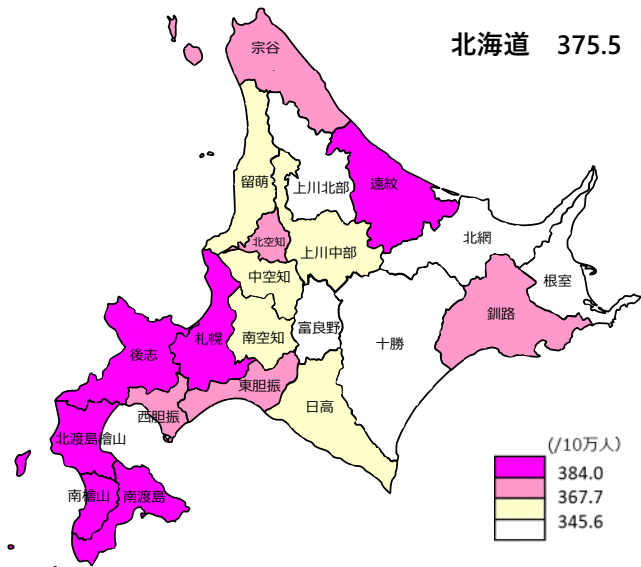 北海道 375.5
宗谷
留萌
上川北部
遠紋
北網
北空知
上川中部
中空知
根室
釧路
富良野
南空知
札幌
後志
十勝
東胆振
日高
西胆振
北渡島檜山
南檜山
南渡島
(/10万人)
384.0
367.7
345.6